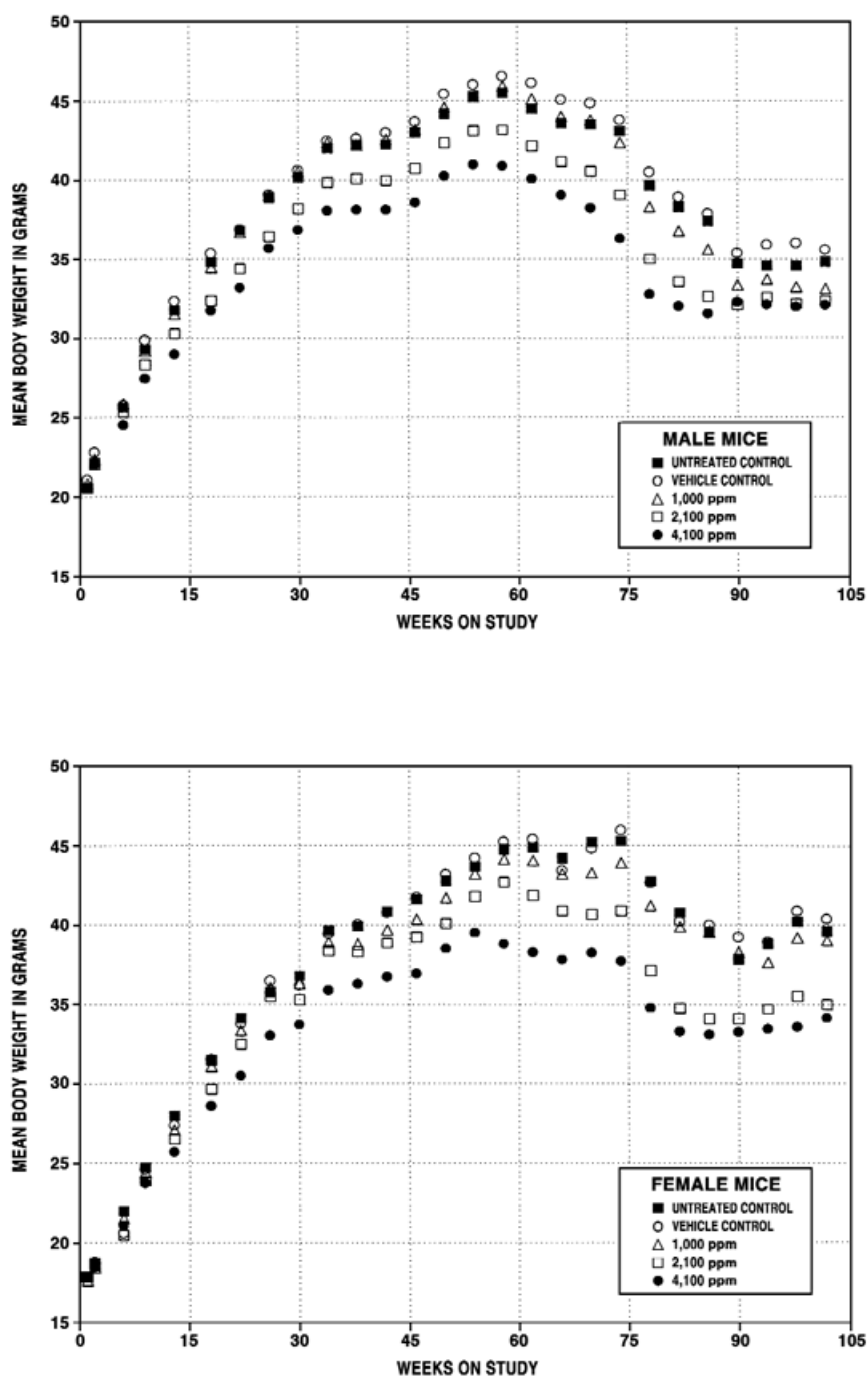 50
45
40
35
30
25
20
15
MEAN BODY WEIGHT IN GRAMS
MALE MICE
UNTREATED CONTROL
VEHICLE CONTROL
1,000 ppm
2,100 ppm
4,100 ppm
0 15 30 45 60 75 90 105
WEEKS ON STUDY
50
45
40
35
30
25
20
15
MEAN BODY WEIGHT IN GRAMS
FEMALE MICE
UNTREATED CONTROL
VEHICLE CONTROL
1,000 ppm
2,100 ppm
4,100 ppm
0 15 30 45 60 75 90 105
WEEKS ON STUDY